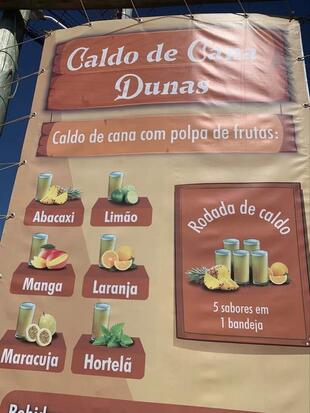 Caldo de Cana
Dunas
Caldo de cana com polpa de frutas:
Abacaxi
Limão
Manga
Laranja
Maracuja
Hortelã
Rodada de caldo
5 sabores em
1 bandeja